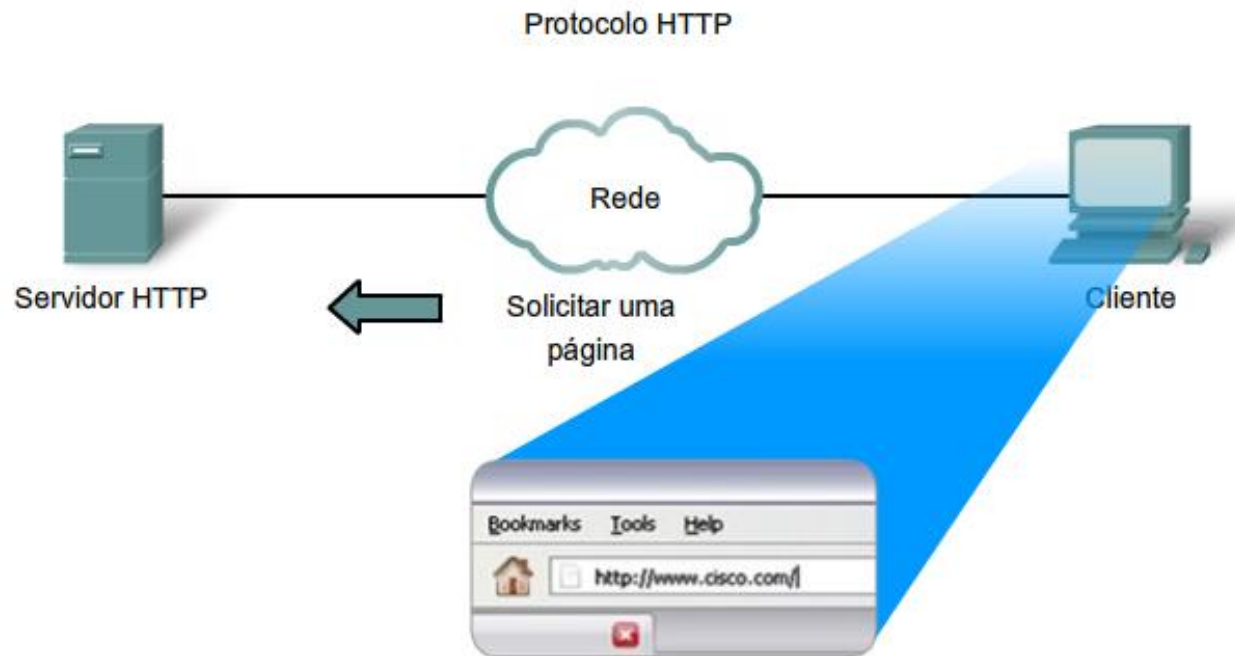 Protocolo HTTP
Rede
Servidor HTTP
Solicitar uma
página
Cliente
Bookmarks Tools Help
http://www.cisco.com/